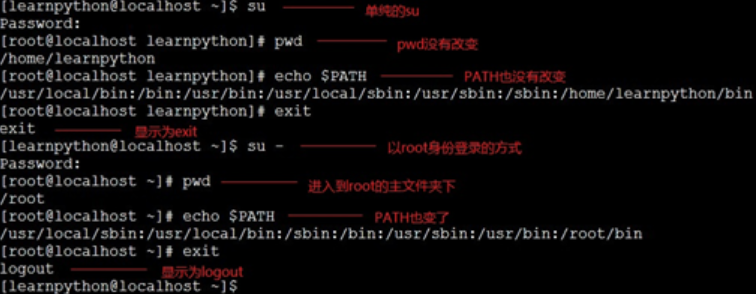 [learnpython@localhost ~]$ su 单纯的su
Password:
[root@localhost learnpython]# pwd pwd没有改变
/home/learnpython
[root@localhost learnpython]# echo $PATH PATH也没有改变
/usr/local/bin:/bin:/usr/bin:/usr/local/sbin:/usr/sbin:/sbin:/home/learnpython/bin
[root@localhost learnpython]# exit
exit 显示为exit
[learnpython@localhost ~]$ su - 以root身份登录的方式
Password:
[root@localhost ~]# pwd 进入到root的主文件夹下
/root
[root@localhost ~]# echo $PATH PATH也变了
/usr/local/sbin:/usr/local/bin:/sbin:/bin:/usr/sbin:/usr/bin:/root/bin
[root@localhost ~]# exit
logout 显示为logout
[learnpython@localhost ~]$